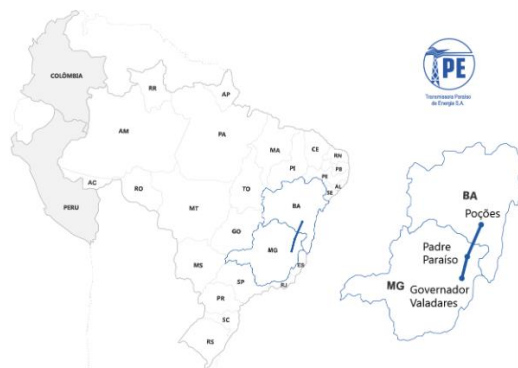 COLÔMBIA
RR
AP
AM
PA
MA
CE
RN
PB
PI
PE
AL
SE
AC
RO
TO
BA
MT
GO
MG
ES
MS
SP
RJ
PR
SC
RS
PERU
TPE
Transmissora Paraíso
de Energia S.A.
BA
Poções
Padre
Paraíso
MG
Governador
Valadares